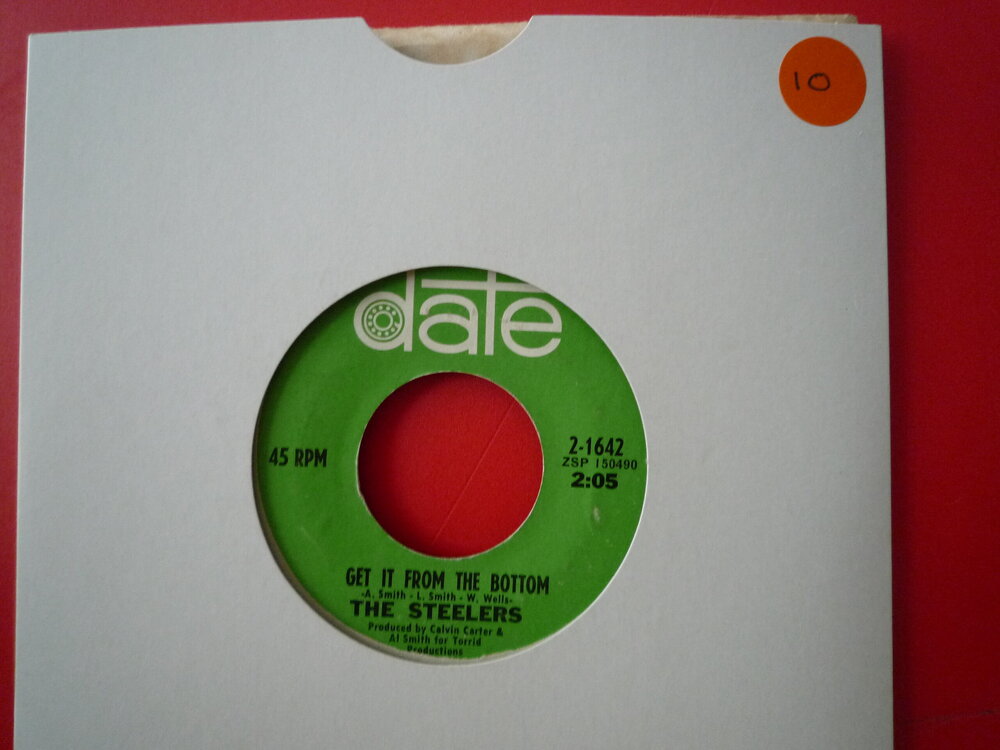 10
date
45 RPM
2-1642
ZSP 150490
2:05
GET IT FROM THE BOTTOM
-A. Smith - L. Smith - W. Wells-
THE STEELERS
Produced by Calvin Carter &
Al Smith for Torrid
Productions